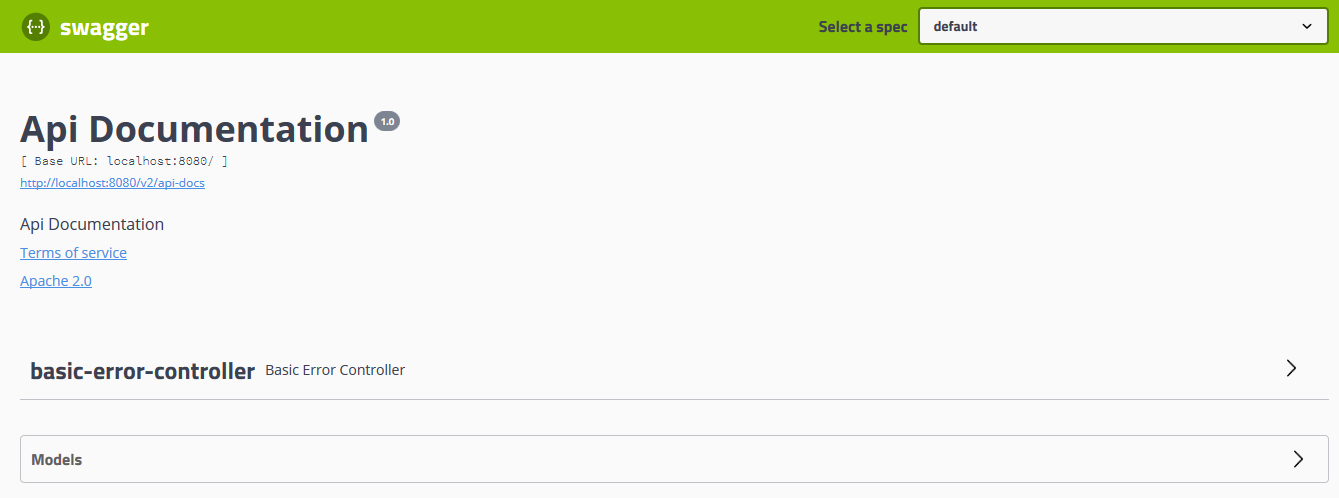 {···} swagger
Select a spec default
Api Documentation 1.0
[ Base URL: localhost:8080/ ]
http://localhost:8080/v2/api-docs
Api Documentation
Terms of service
Apache 2.0
basic-error-controller Basic Error Controller
Models